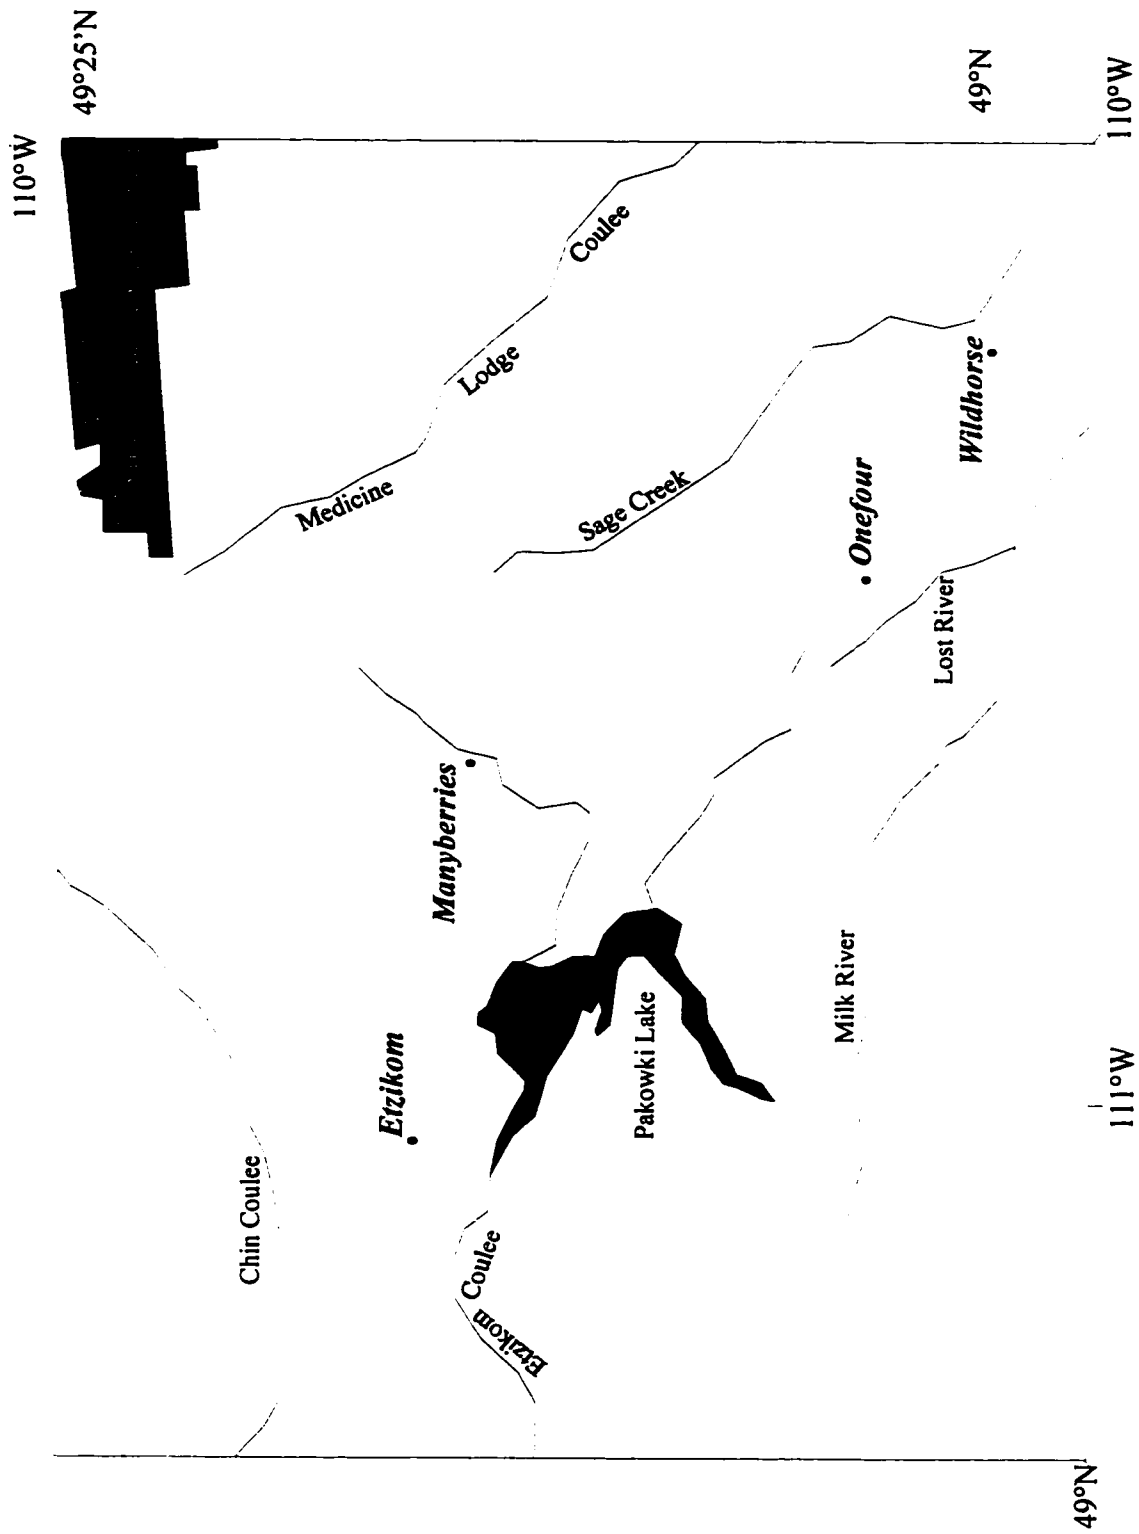 110°W
49°25'N
Medicine
Lodge
Coulee
Sage Creek
Manyberries
Etzikom
Chin Coulee
Etzikom
Coulee
Pakowki Lake
Onefour
Wildhorse
Lost River
Milk River
49°N
111°W
49°N
110°W